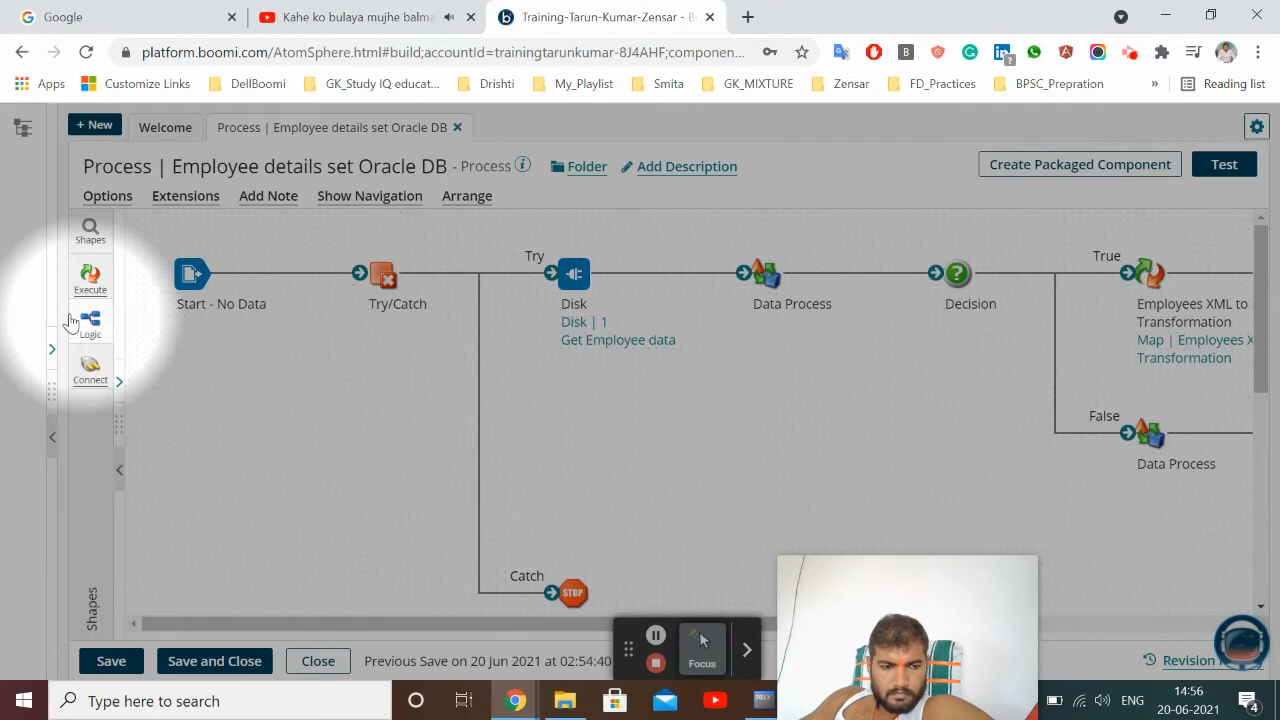 Google
Kahe ko bulaya mujhe balma
Training-Tarun-Kumar-Zensar - B
platform.boomi.com/AtomSphere.html#build;accountId=trainingtarunkumar-8J4AHF;componen...
Apps
Customize Links
DellBoomi
GK_Study IQ educat...
Drishti
My_Playlist
Smita
GK_MIXTURE
Zensar
FD_Practices
BPSC_Prepration
»
Reading list
+ New
Welcome
Process | Employee details set Oracle DB
Process | Employee details set Oracle DB - Process
Folder
Add Description
Create Packaged Component
Test
Options
Extensions
Add Note
Show Navigation
Arrange
Shapes
Execute
Logic
Connect
Shapes
Start - No Data
Try/Catch
Try
Disk
Disk | 1
Get Employee data
Data Process
Decision
True
Employees XML to
Transformation
Map | Employees X
Transformation
False
Data Process
Catch
STOP
Focus
Save
Save and Close
Close
Previous Save on 20 Jun 2021 at 02:54:40
Revision
Type here to search
ENG
14:56
20-06-2021
4